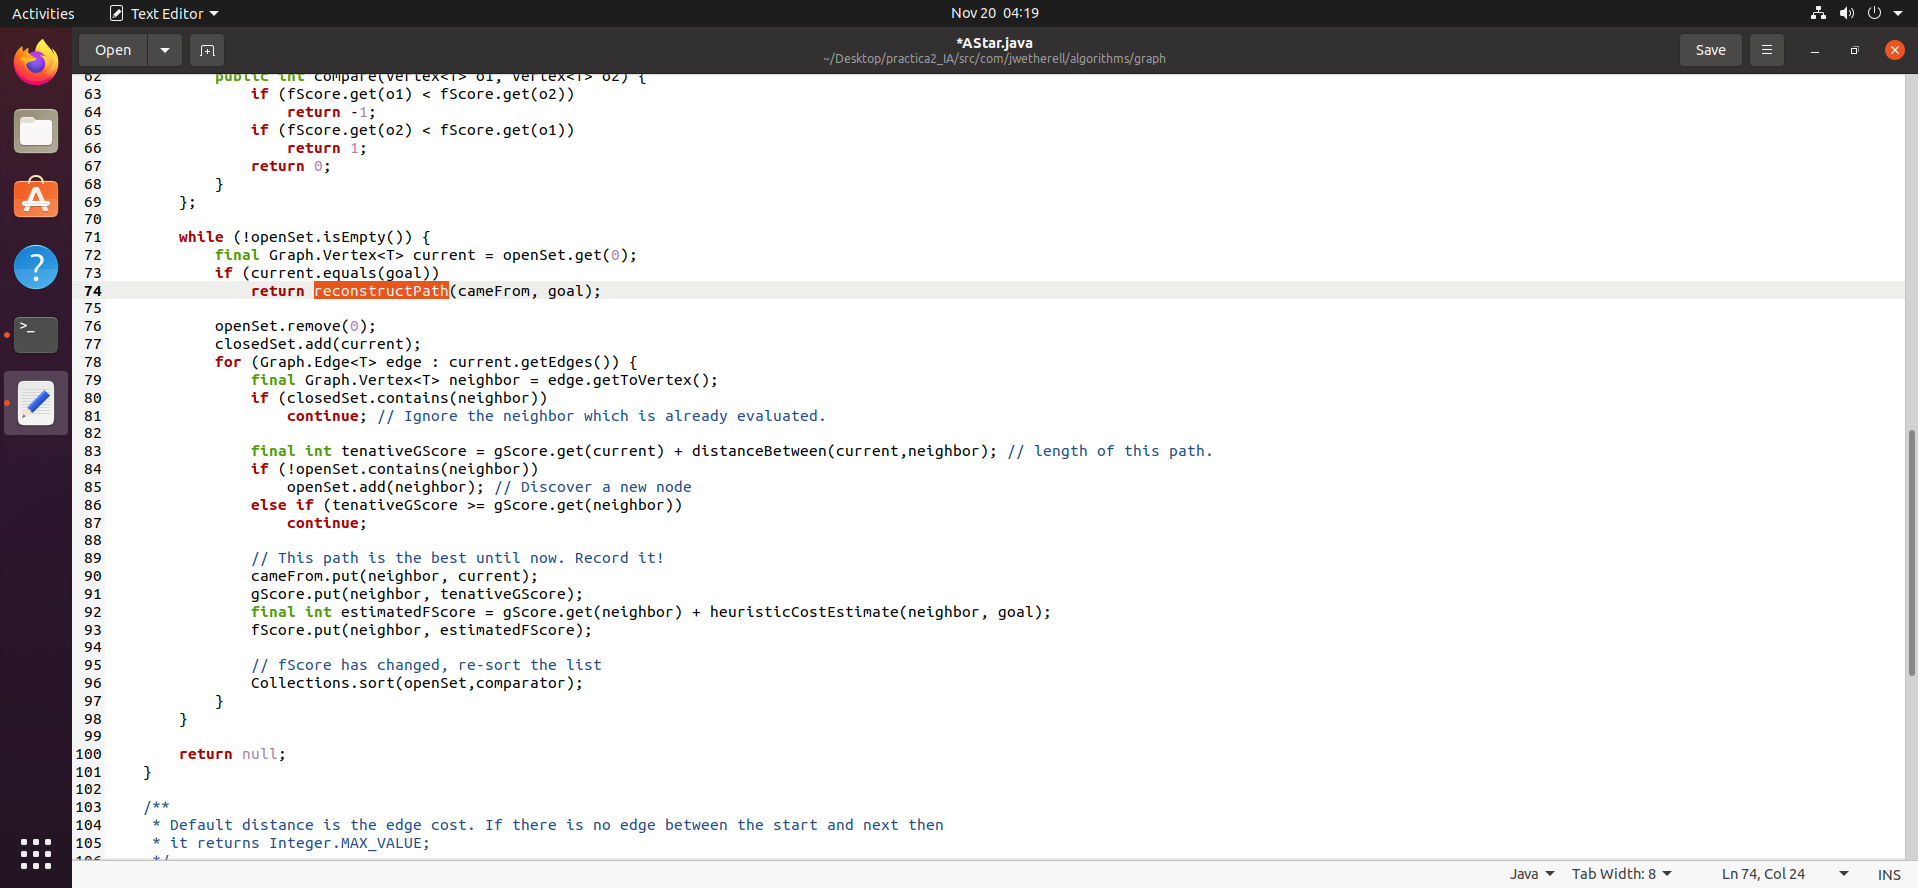 Activities Text Editor Nov 20 04:19
Open *AStar.java Save
~/Desktop/practica2_IA/src/com/jwetherell/algorithms/graph
62 public int compare(Vertex<T> o1, Vertex<T> o2) {
63 if (fScore.get(o1) < fScore.get(o2))
64 return -1;
65 if (fScore.get(o2) < fScore.get(o1))
66 return 1;
67 return 0;
68 }
69 };
70
71 while (!openSet.isEmpty()) {
72 final Graph.Vertex<T> current = openSet.get(0);
73 if (current.equals(goal))
74 return reconstructPath(cameFrom, goal);
75
76 openSet.remove(0);
77 closedSet.add(current);
78 for (Graph.Edge<T> edge : current.getEdges()) {
79 final Graph.Vertex<T> neighbor = edge.getToVertex();
80 if (closedSet.contains(neighbor))
81 continue; // Ignore the neighbor which is already evaluated.
82
83 final int tenativeGScore = gScore.get(current) + distanceBetween(current,neighbor); // length of this path.
84 if (!openSet.contains(neighbor))
85 openSet.add(neighbor); // Discover a new node
86 else if (tenativeGScore >= gScore.get(neighbor))
87 continue;
88
89 // This path is the best until now. Record it!
90 cameFrom.put(neighbor, current);
91 gScore.put(neighbor, tenativeGScore);
92 final int estimatedFScore = gScore.get(neighbor) + heuristicCostEstimate(neighbor, goal);
93 fScore.put(neighbor, estimatedFScore);
94
95 // fScore has changed, re-sort the list
96 Collections.sort(openSet,comparator);
97 }
98 }
99
100 return null;
101 }
102
103 /**
104 * Default distance is the edge cost. If there is no edge between the start and next then
105 * it returns Integer.MAX_VALUE;
106 */
Java Tab Width: 8 Ln 74, Col 24 INS